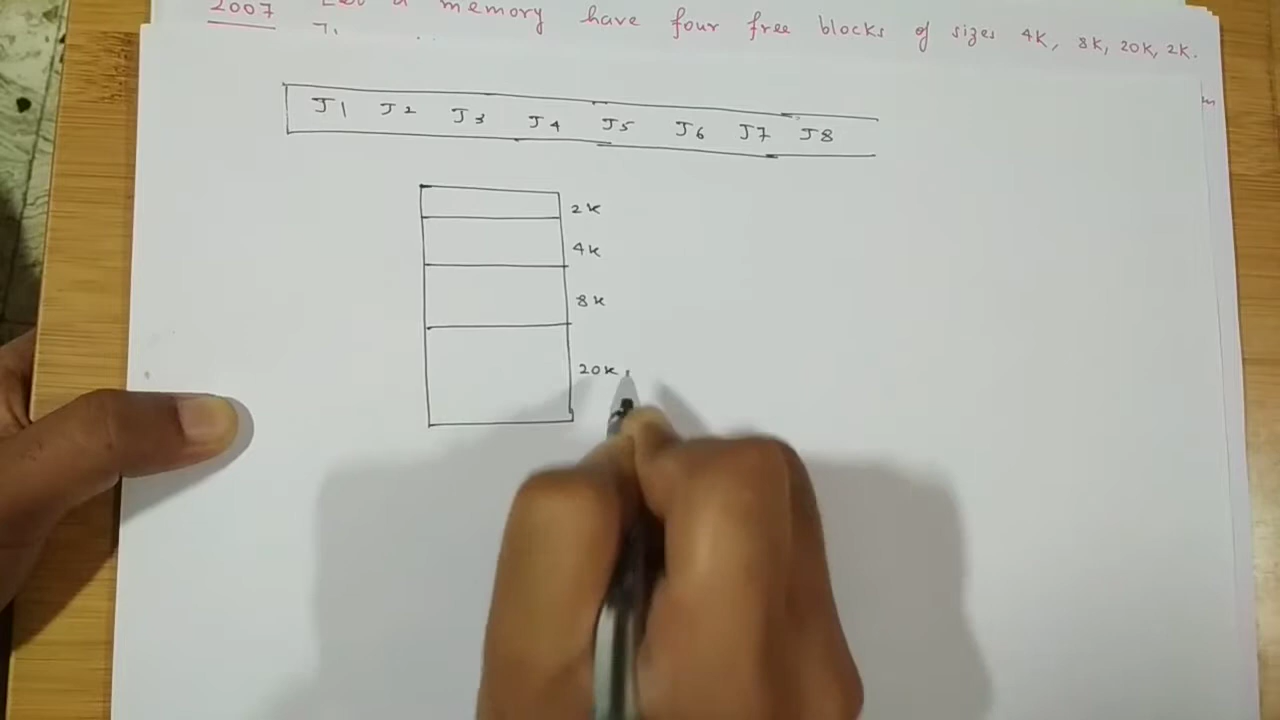 2007 a memory have four free blocks of sizes 4K, 8K, 20K, 2K.
J1 J2 J3 J4 J5 J6 J7 J8
2K
4K
8K
20K